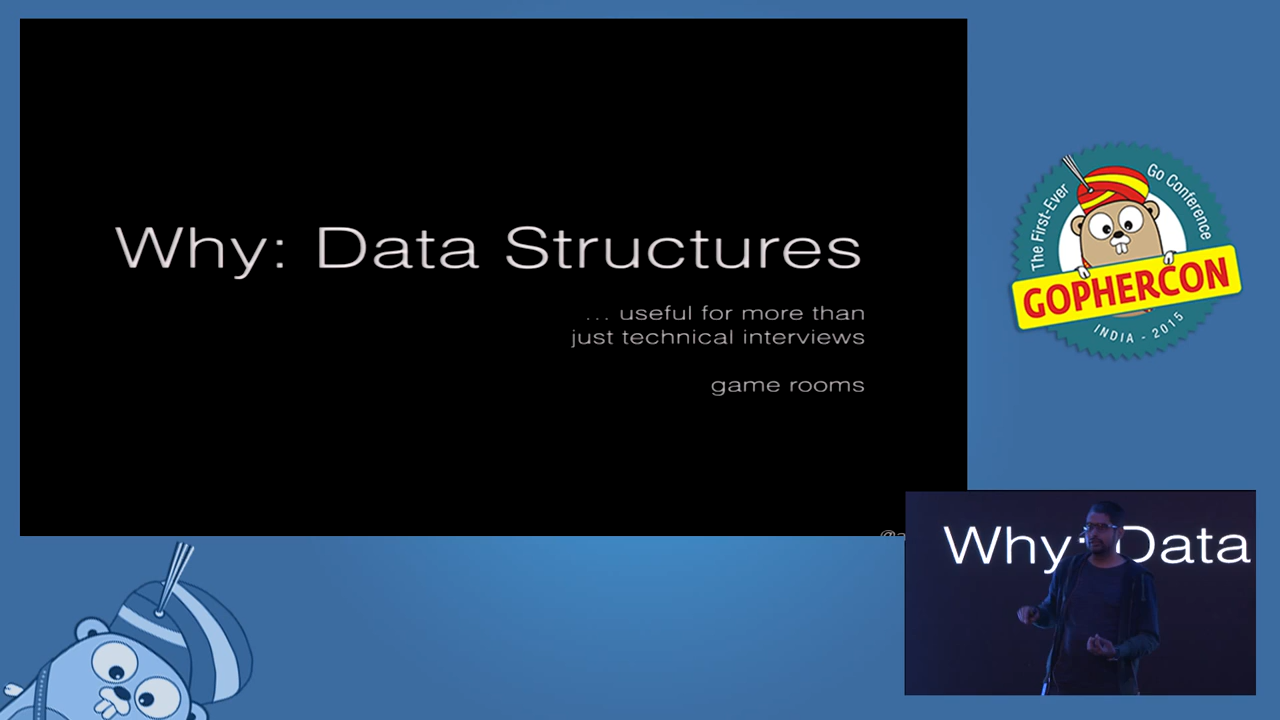 Why: Data Structures
... useful for more than
just technical interviews
game rooms
@a
The First-Ever
Go Conference
GOPHERCON
INDIA - 2015
Why: Data